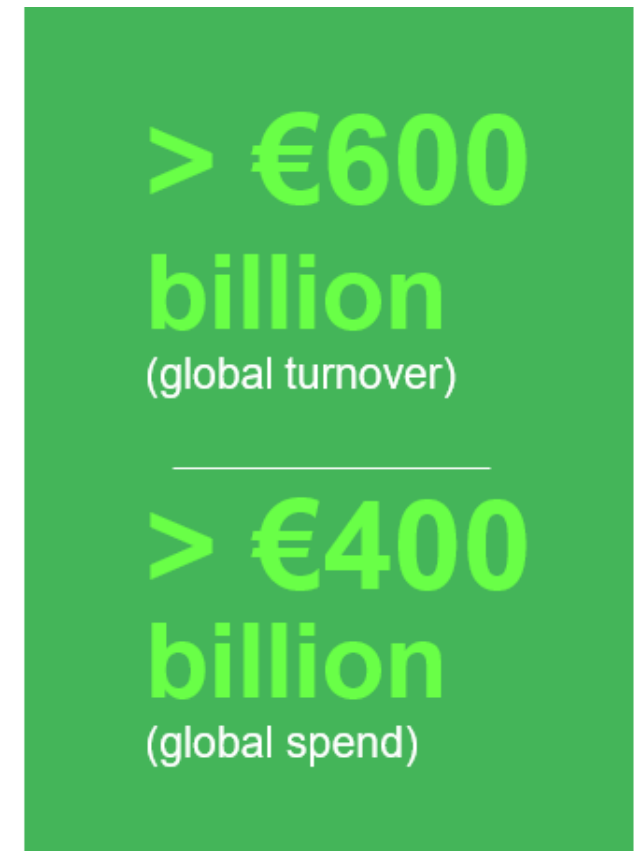 > €600
billion
(global turnover)
> €400
billion
(global spend)